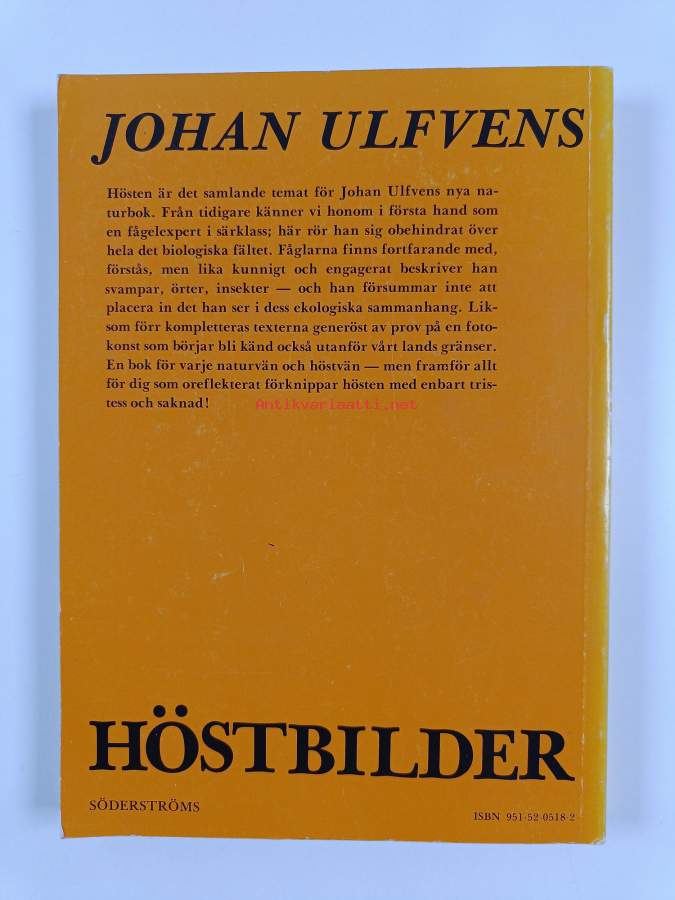 JOHAN ULFVENS
Hösten är det samlande temat för Johan Ulfvens nya na-
turbok. Från tidigare känner vi honom i första hand som
en fågelexpert i särklass; här rör han sig obehindrat över
hela det biologiska fältet. Fåglarna finns fortfarande med,
förstås, men lika kunnigt och engagerat beskriver han
svampar, örter, insekter — och han försummar inte att
placera in det han ser i dess ekologiska sammanhang. Lik-
som förr kompletteras texterna generöst av prov på en foto-
konst som börjar bli känd också utanför vårt lands gränser.
En bok för varje naturvän och höstvän — men framför allt
för dig som oreflekterat förknippar hösten med enbart tris-
tess och saknad!
Antikvariaatti.net
HÖSTBILDER
SÖDERSTRÖMS
ISBN 951-52-0518-2